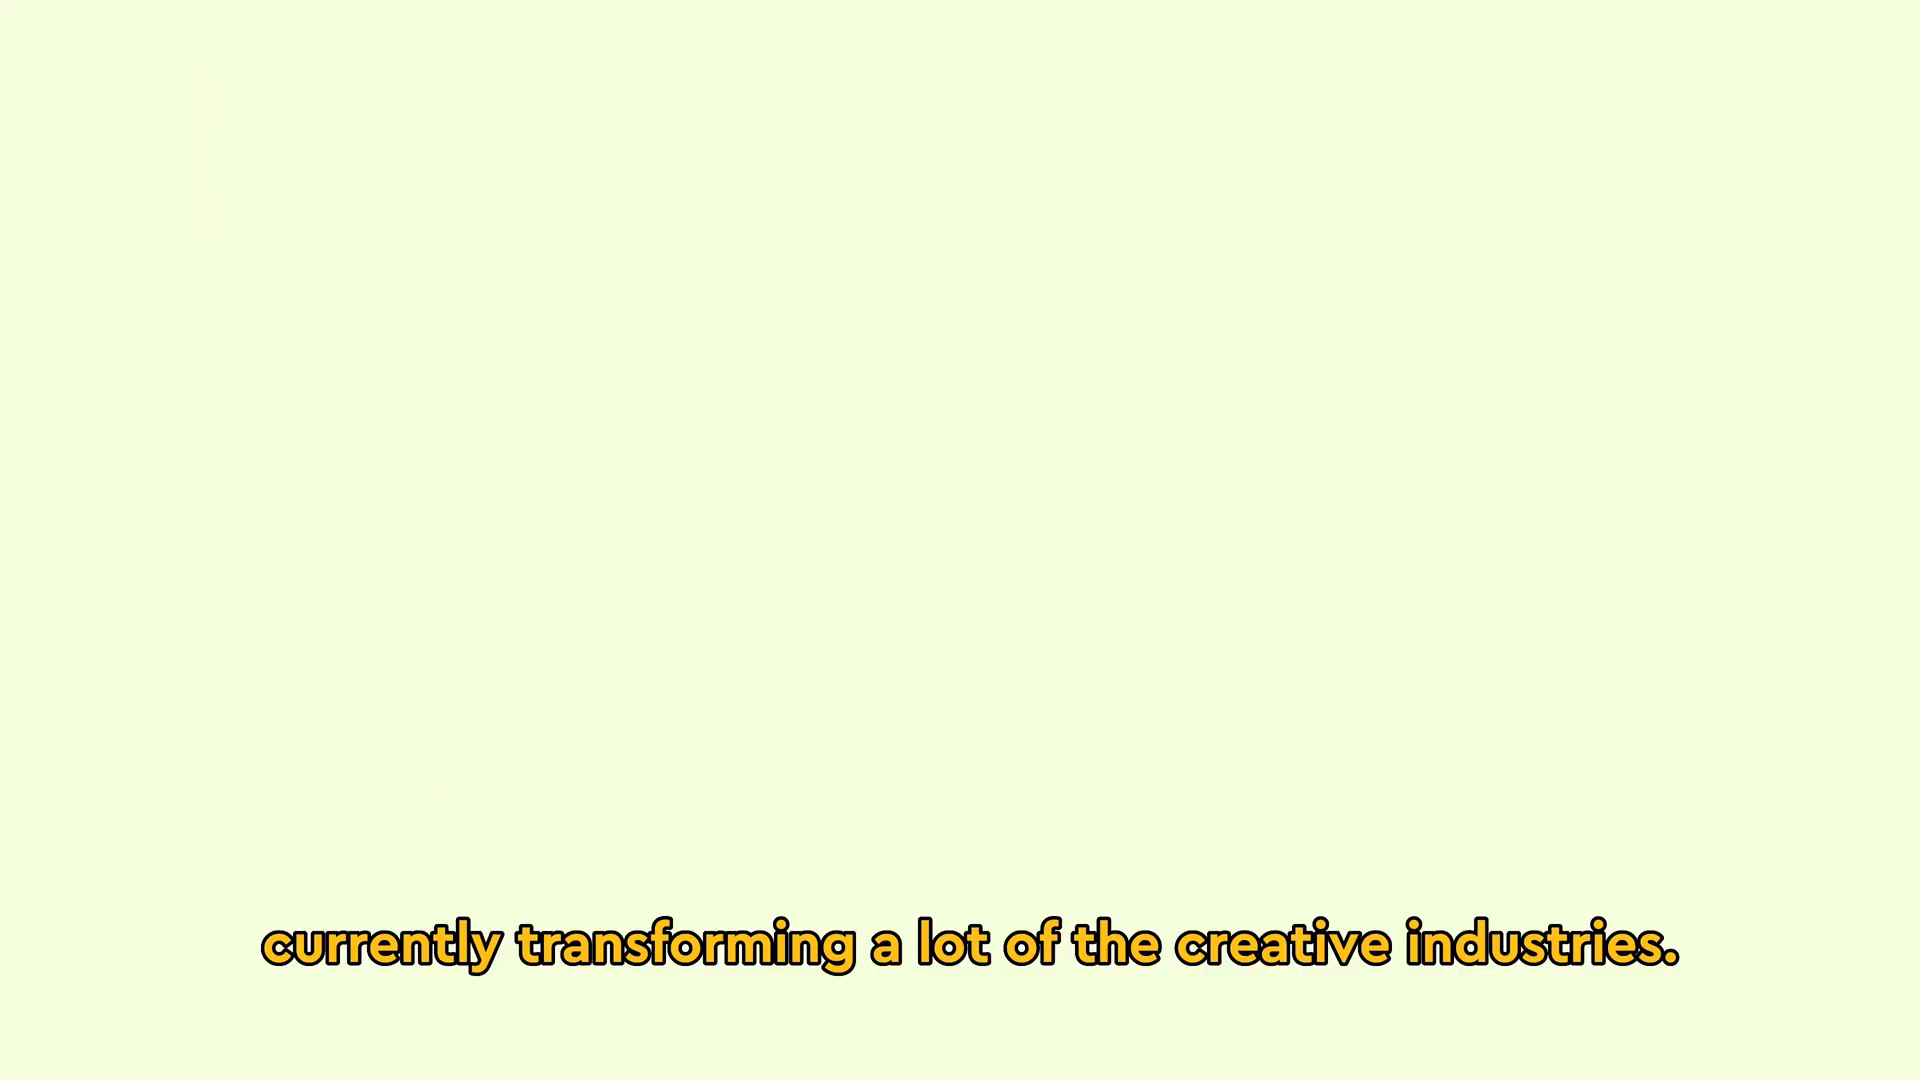 currently transforming a lot of the creative industries.